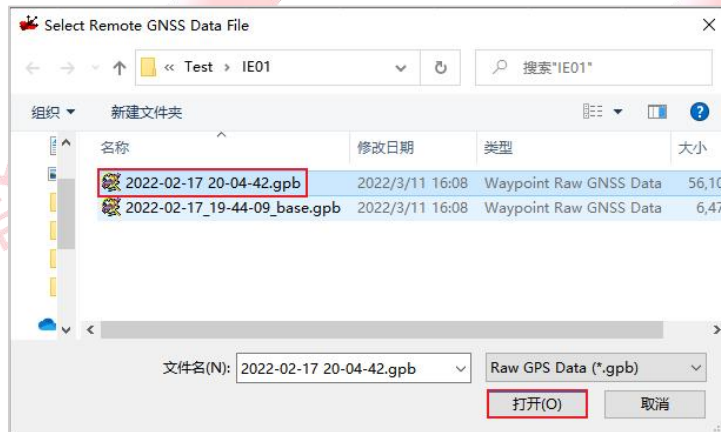 Select Remote GNSS Data File
« Test › IE01
搜索"IE01"
组织 新建文件夹
名称 修改日期 类型 大小
2022-02-17 20-04-42.gpb 2022/3/11 16:08 Waypoint Raw GNSS Data 56,10
2022-02-17_19-44-09_base.gpb 2022/3/11 16:08 Waypoint Raw GNSS Data 6,47
文件名(N): 2022-02-17 20-04-42.gpb Raw GPS Data (*.gpb)
打开(O) 取消